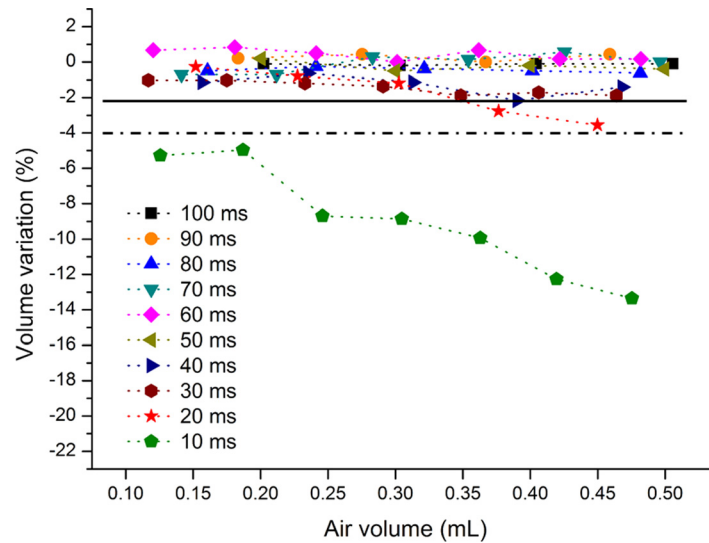 2
0
-2
-4
-6
-8
-10
-12
-14
-16
-18
-20
-22
Volume variation (%)
100 ms
90 ms
80 ms
70 ms
60 ms
50 ms
40 ms
30 ms
20 ms
10 ms
0.10 0.15 0.20 0.25 0.30 0.35 0.40 0.45 0.50
Air volume (mL)